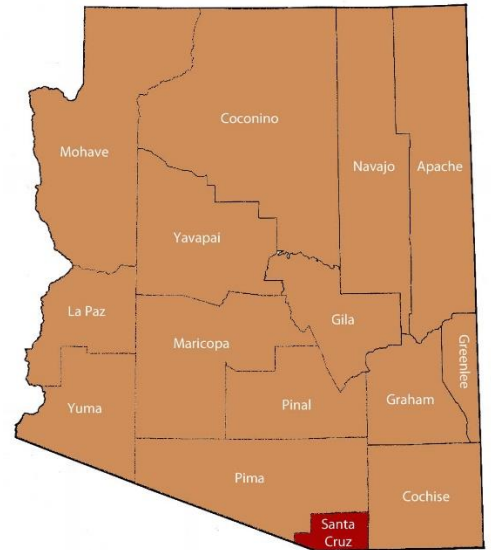 Coconino
Mohave
Navajo
Apache
Yavapai
La Paz
Gila
Maricopa
Greenlee
Yuma
Pinal
Graham
Pima
Cochise
Santa
Cruz